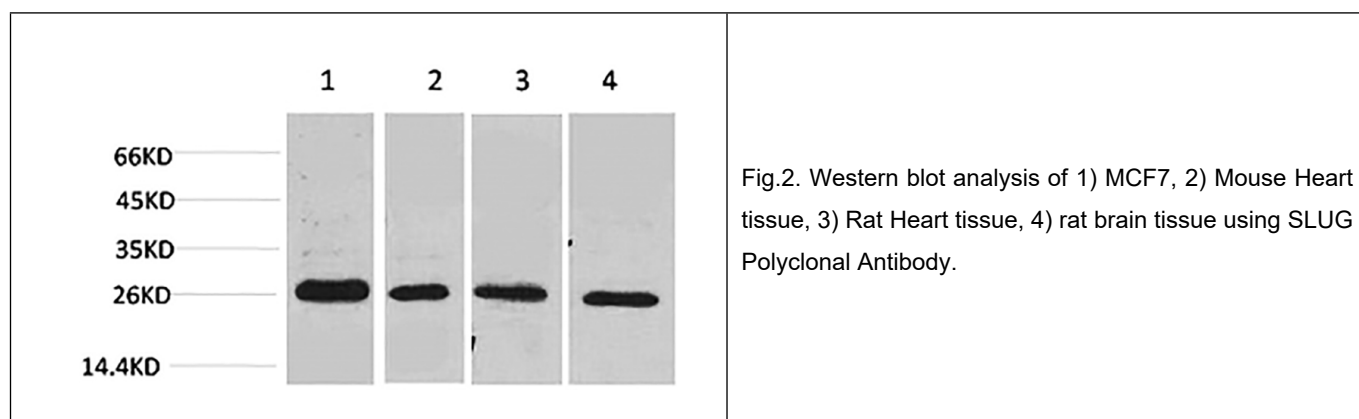 1 2 3 4
66KD
45KD
35KD
26KD
14.4KD
Fig.2. Western blot analysis of 1) MCF7, 2) Mouse Heart
tissue, 3) Rat Heart tissue, 4) rat brain tissue using SLUG
Polyclonal Antibody.